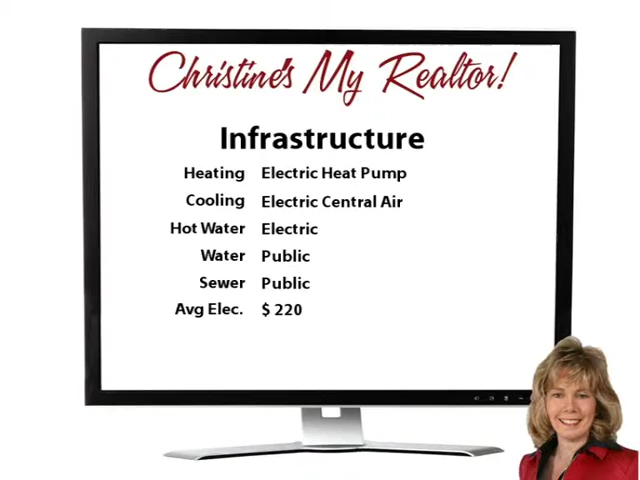 Christine's My Realtor!
Infrastructure
Heating Electric Heat Pump
Cooling Electric Central Air
Hot Water Electric
Water Public
Sewer Public
Avg Elec. $ 220